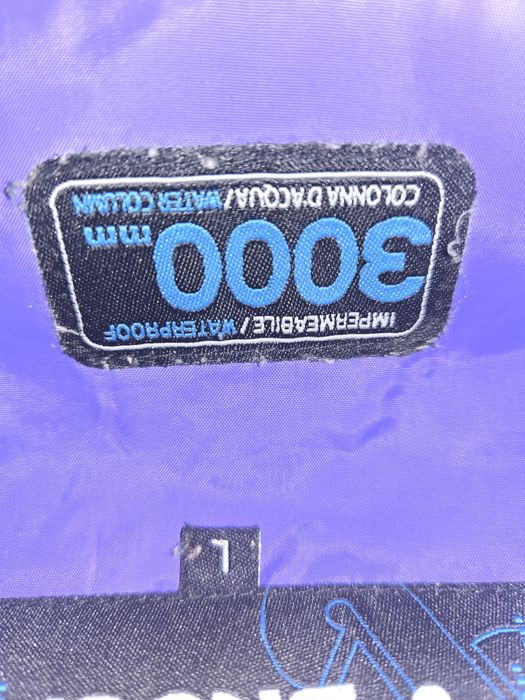 IMPERMEABILE / WATERPROOF
3000 mm
COLONNA D'ACQUA / WATER COLUMN
L